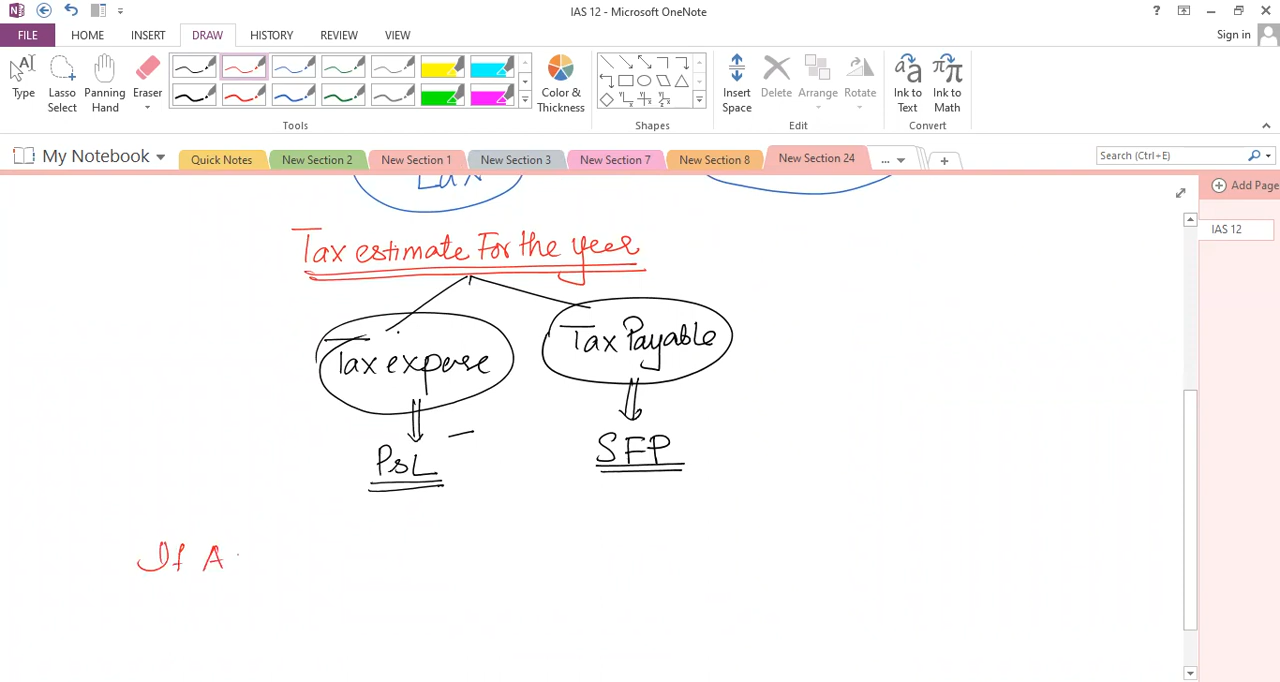 IAS 12 - Microsoft OneNote
?
FILE HOME INSERT DRAW HISTORY REVIEW VIEW
Sign in
Type
Lasso Select
Panning Hand
Eraser
Color & Thickness
Insert Space
Delete
Arrange
Rotate
Ink to Text
Ink to Math
Tools
Shapes
Edit
Convert
My Notebook
Quick Notes
New Section 2
New Section 1
New Section 3
New Section 7
New Section 8
New Section 24
...
Search (Ctrl+E)
Add Page
IAS 12
Tax estimate For the year
Tax expense
Tax Payable
PsL
SFP
If A